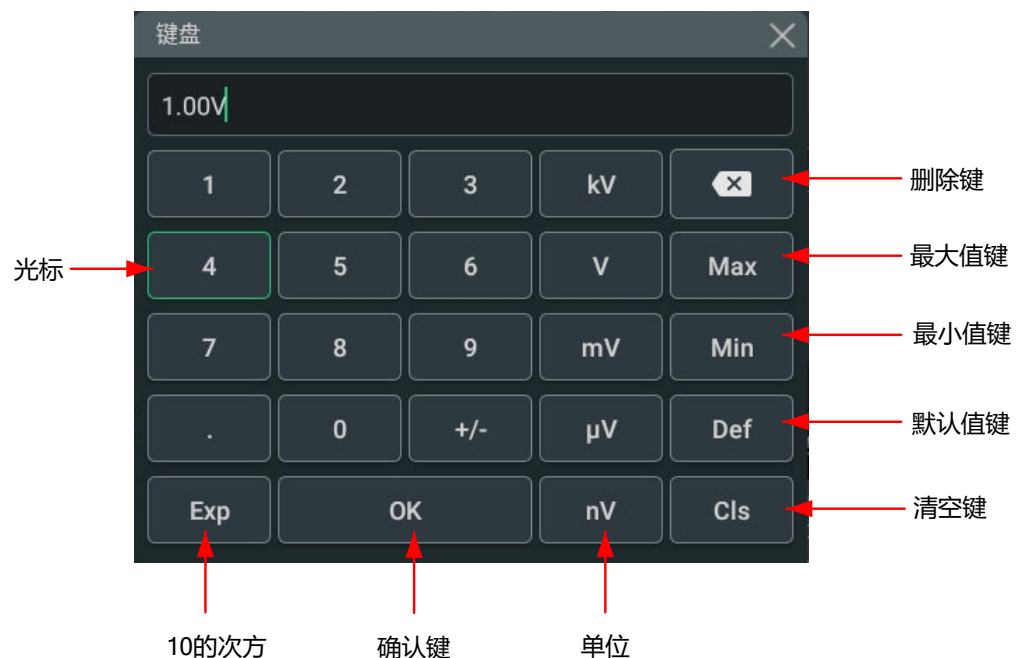 键盘
1.00V
1 2 3 kV 删除键
光标 4 5 6 V Max 最大值键
7 8 9 mV Min 最小值键
. 0 +/- µV Def 默认值键
Exp OK nV Cls 清空键
10的次方 确认键 单位